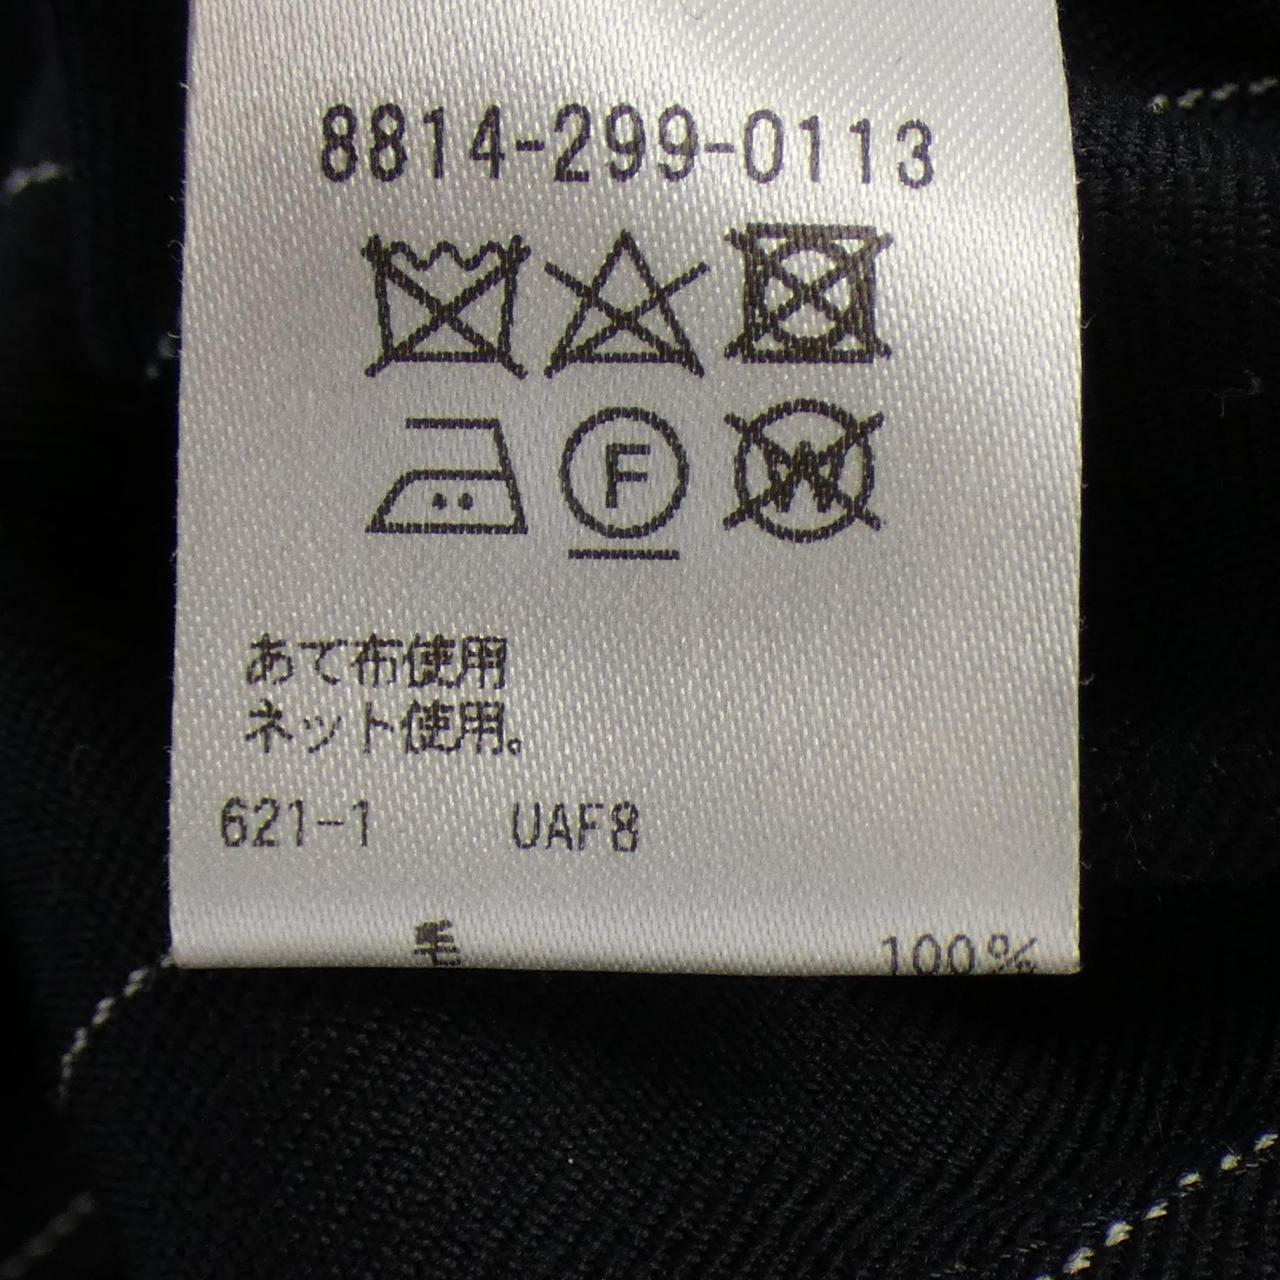 8814-299-0113
F
W
あて布使用
ネット使用。
621-1 UAF8
毛 100%